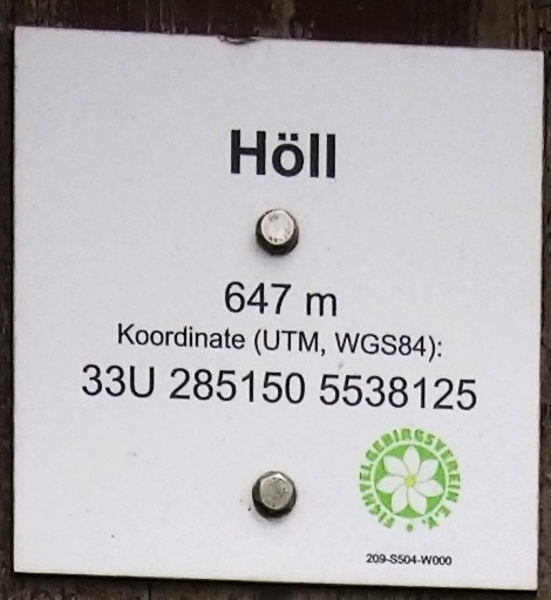 Höll
647 m
Koordinate (UTM, WGS84):
33U 285150 5538125
FICHTELGEBIRGSVEREIN E.V.
209-S504-W000